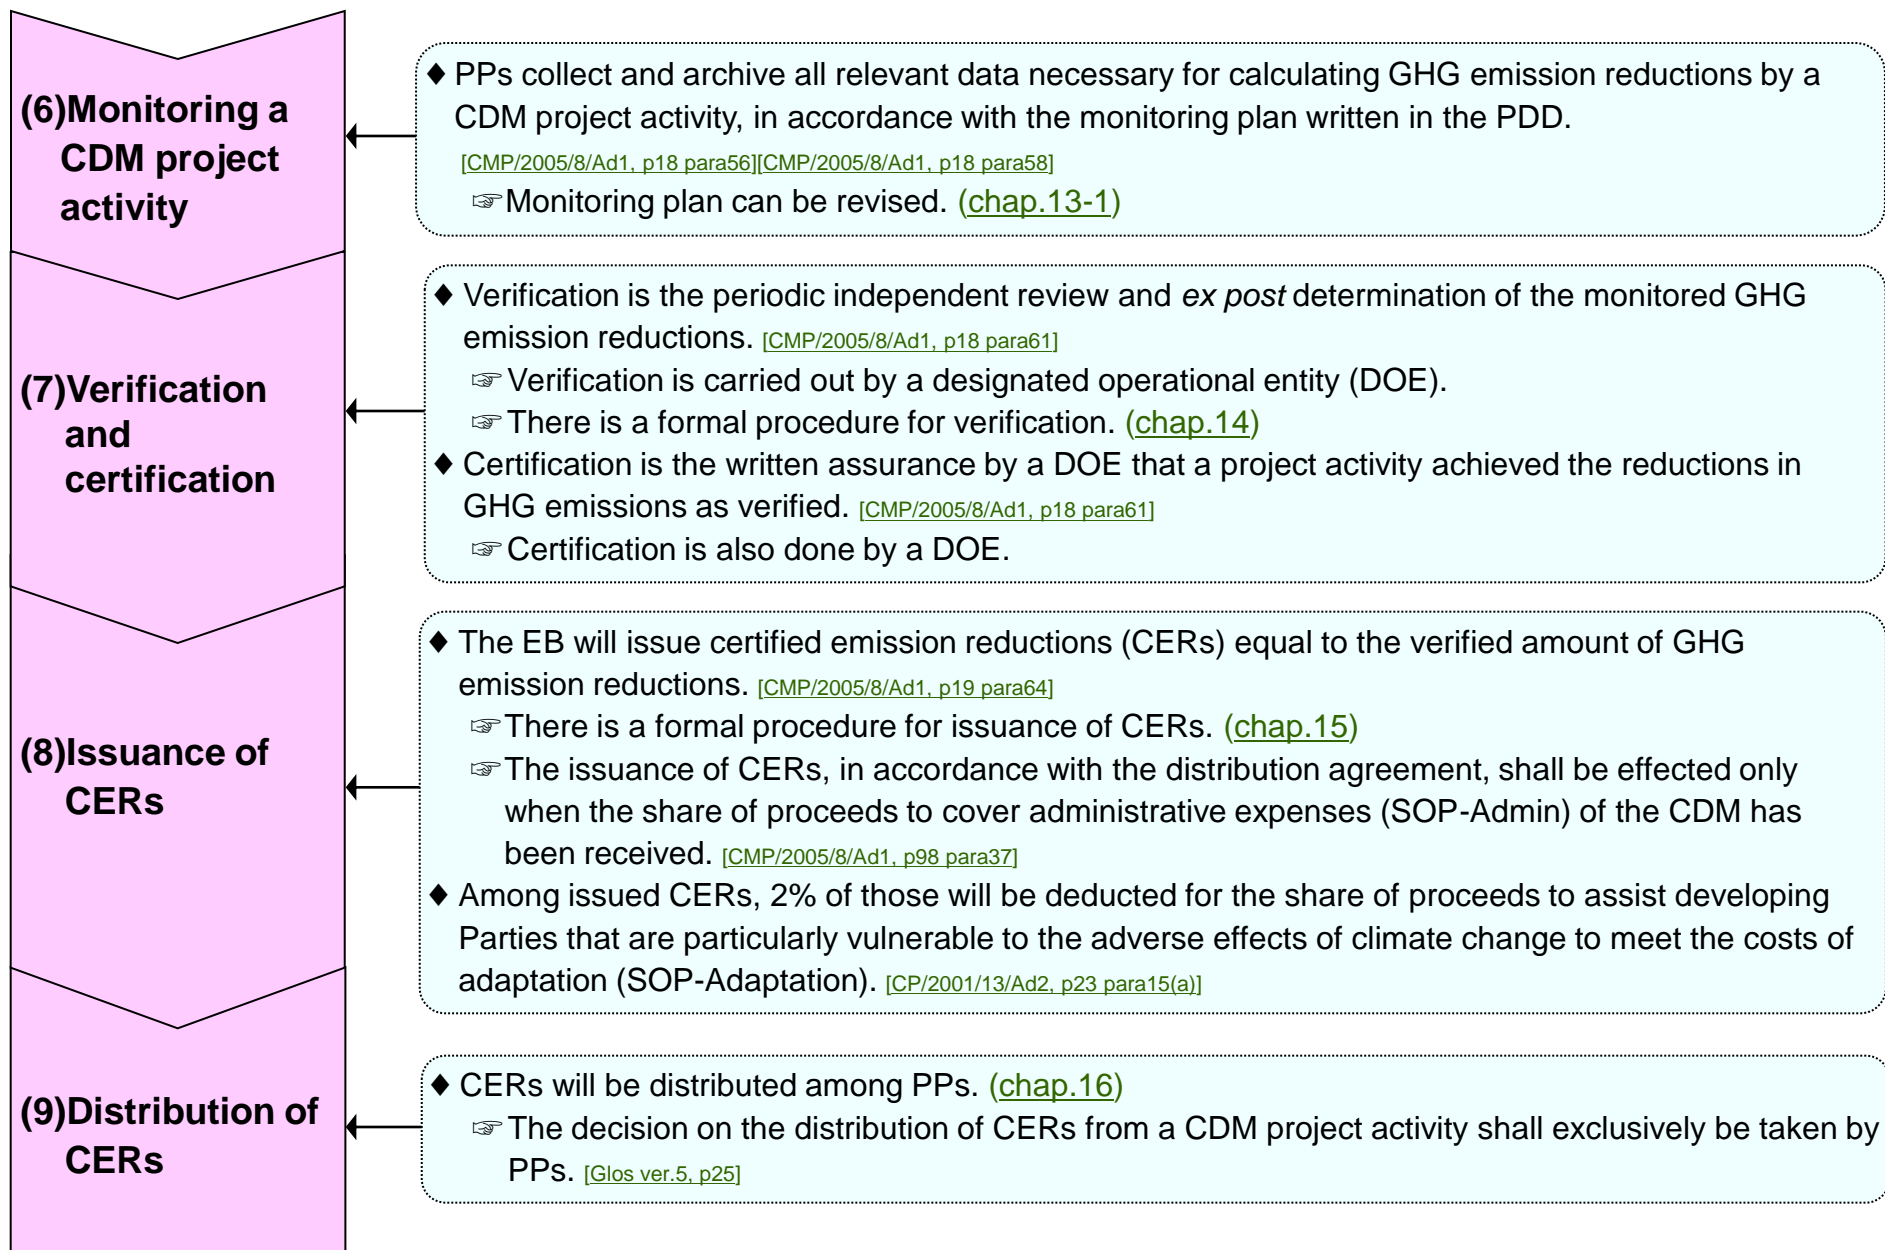 (6)Monitoring a
CDM project
activity
♦ PPs collect and archive all relevant data necessary for calculating GHG emission reductions by a
CDM project activity, in accordance with the monitoring plan written in the PDD.
[CMP/2005/8/Ad1, p18 para56][CMP/2005/8/Ad1, p18 para58]
☞Monitoring plan can be revised. (chap.13-1)
(7)Verification
and
certification
♦ Verification is the periodic independent review and ex post determination of the monitored GHG
emission reductions. [CMP/2005/8/Ad1, p18 para61]
☞Verification is carried out by a designated operational entity (DOE).
☞There is a formal procedure for verification. (chap.14)
♦ Certification is the written assurance by a DOE that a project activity achieved the reductions in
GHG emissions as verified. [CMP/2005/8/Ad1, p18 para61]
☞Certification is also done by a DOE.
(8)Issuance of
CERs
♦ The EB will issue certified emission reductions (CERs) equal to the verified amount of GHG
emission reductions. [CMP/2005/8/Ad1, p19 para64]
☞There is a formal procedure for issuance of CERs. (chap.15)
☞The issuance of CERs, in accordance with the distribution agreement, shall be effected only
when the share of proceeds to cover administrative expenses (SOP-Admin) of the CDM has
been received. [CMP/2005/8/Ad1, p98 para37]
♦ Among issued CERs, 2% of those will be deducted for the share of proceeds to assist developing
Parties that are particularly vulnerable to the adverse effects of climate change to meet the costs of
adaptation (SOP-Adaptation). [CP/2001/13/Ad2, p23 para15(a)]
(9)Distribution of
CERs
♦ CERs will be distributed among PPs. (chap.16)
☞The decision on the distribution of CERs from a CDM project activity shall exclusively be taken by
PPs. [Glos ver.5, p25]